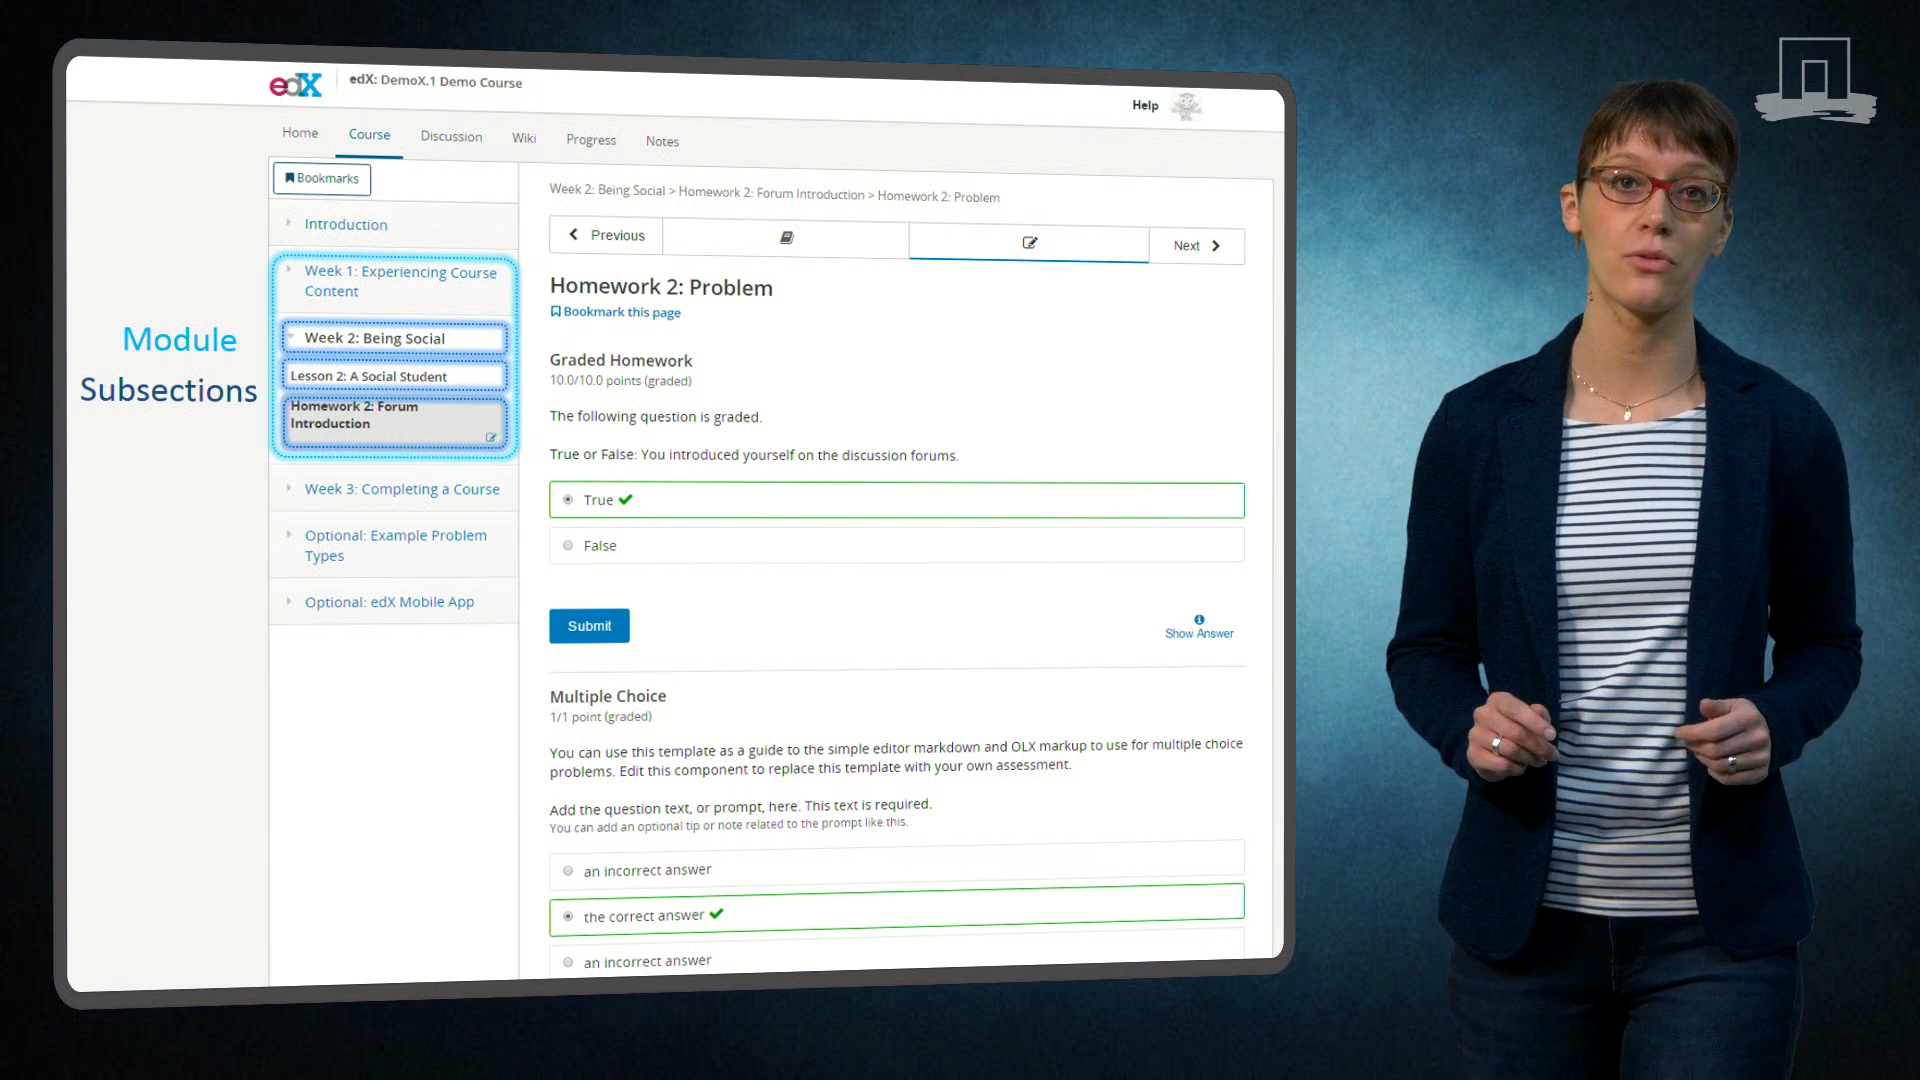 edX
edX: DemoX.1 Demo Course
Help
Home
Course
Discussion
Wiki
Progress
Notes
Bookmarks
Introduction
Week 1: Experiencing Course
Content
Week 2: Being Social
Lesson 2: A Social Student
Homework 2: Forum
Introduction
Week 3: Completing a Course
Optional: Example Problem
Types
Optional: edX Mobile App
Module
Subsections
Week 2: Being Social > Homework 2: Forum Introduction > Homework 2: Problem
Previous
Next
Homework 2: Problem
Bookmark this page
Graded Homework
10.0/10.0 points (graded)
The following question is graded.
True or False: You introduced yourself on the discussion forums.
True
False
Submit
Show Answer
Multiple Choice
1/1 point (graded)
You can use this template as a guide to the simple editor markdown and OLX markup to use for multiple choice
problems. Edit this component to replace this template with your own assessment.
Add the question text, or prompt, here. This text is required.
You can add an optional tip or note related to the prompt like this.
an incorrect answer
the correct answer
an incorrect answer